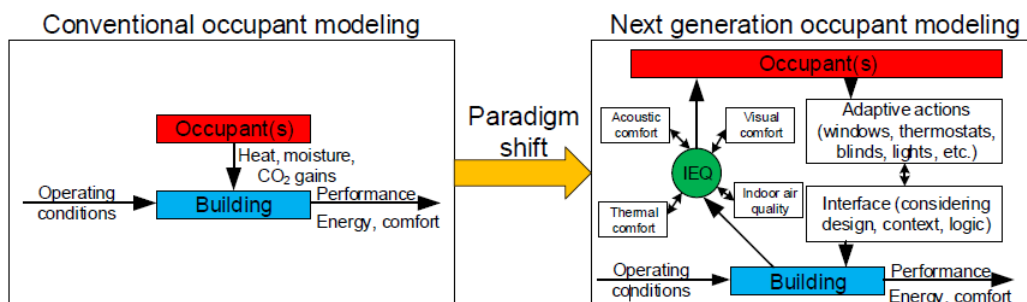 Conventional occupant modeling
Occupant(s)
Heat, moisture,
CO₂ gains
Operating
conditions
Building
Performance
Energy, comfort
Paradigm
shift
Next generation occupant modeling
Occupant(s)
Acoustic
comfort
Visual
comfort
IEQ
Thermal
comfort
Indoor air
quality
Adaptive actions
(windows, thermostats,
blinds, lights, etc.)
Interface (considering
design, context, logic)
Operating
conditions
Building
Performance
Energy, comfort